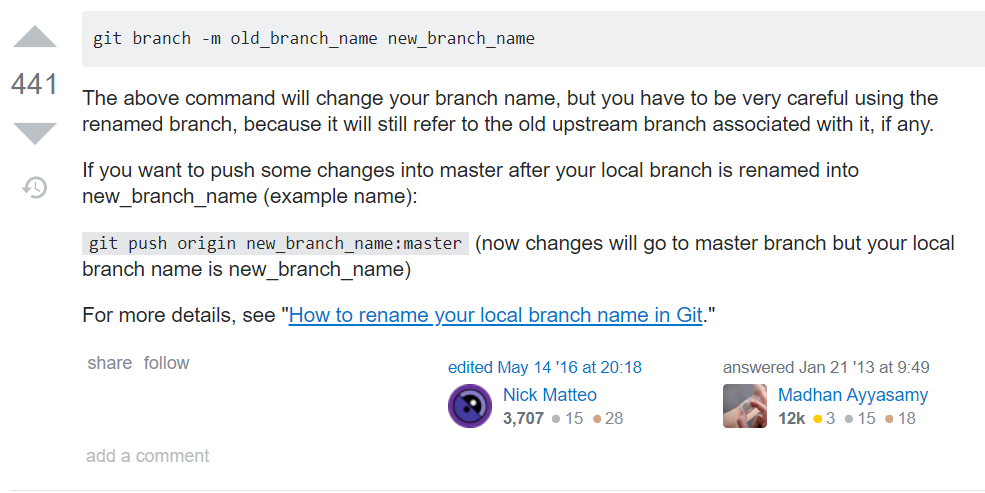 git branch -m old_branch_name new_branch_name
441
The above command will change your branch name, but you have to be very careful using the
renamed branch, because it will still refer to the old upstream branch associated with it, if any.
If you want to push some changes into master after your local branch is renamed into
new_branch_name (example name):
git push origin new_branch_name:master (now changes will go to master branch but your local
branch name is new_branch_name)
For more details, see "How to rename your local branch name in Git."
share follow
edited May 14 '16 at 20:18
Nick Matteo
3,707 15 28
answered Jan 21 '13 at 9:49
Madhan Ayyasamy
12k 3 15 18
add a comment